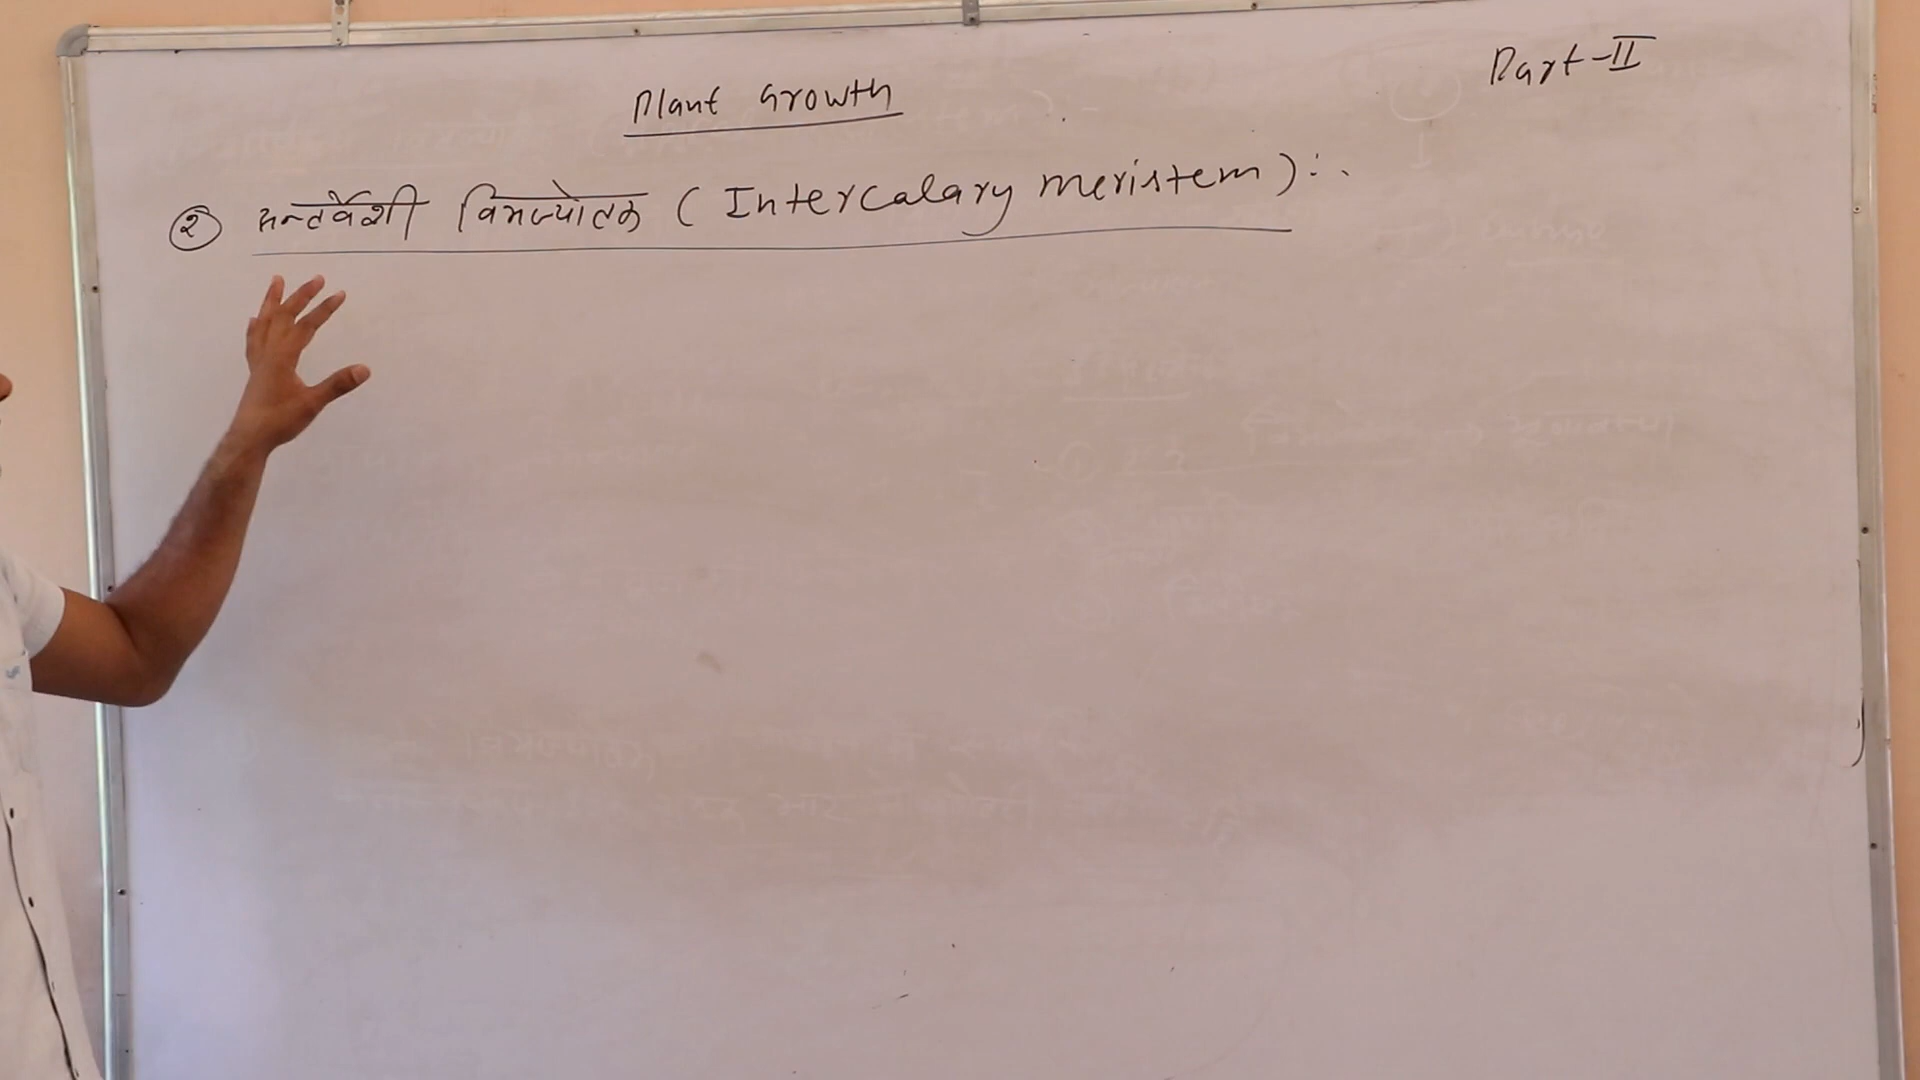 Part-II
Plant Growth
② अन्तर्वेशी विभज्योतक (Intercalary meristem):-